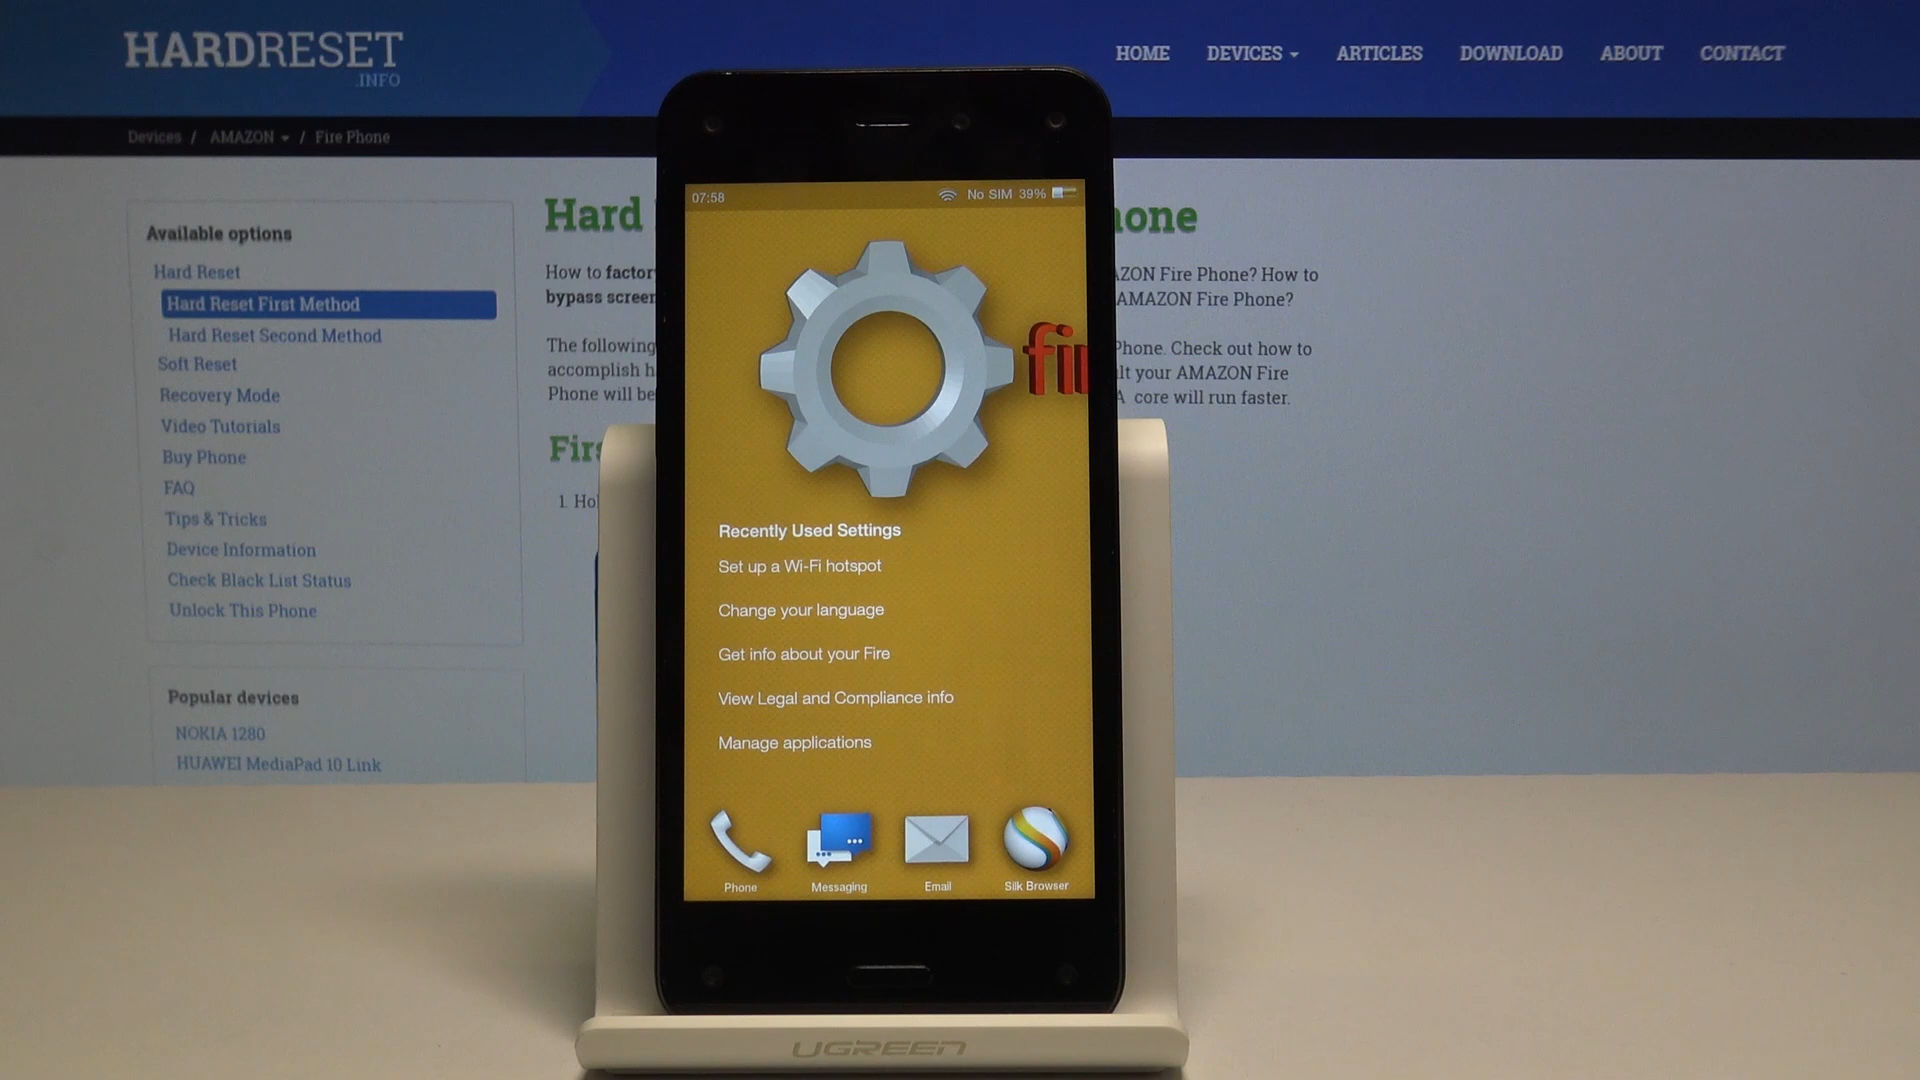 HARDRESET
.INFO
HOME DEVICES ARTICLES DOWNLOAD ABOUT CONTACT
Devices / AMAZON / Fire Phone
Available options
Hard Reset
Hard Reset First Method
Hard Reset Second Method
Soft Reset
Recovery Mode
Video Tutorials
Buy Phone
FAQ
Tips & Tricks
Device Information
Check Black List Status
Unlock This Phone
Popular devices
NOKIA 1280
HUAWEI MediaPad 10 Link
Hard
How to
bypass screen
The following
accomplish
Phone will be
1.
AMAZON Fire Phone? How to
AMAZON Fire Phone?
Phone. Check out how to
your AMAZON Fire
core will run faster.
07:58 No SIM 39%
Recently Used Settings
Set up a Wi-Fi hotspot
Change your language
Get info about your Fire
View Legal and Compliance info
Manage applications
Phone Messaging Email Silk Browser
UGREEN